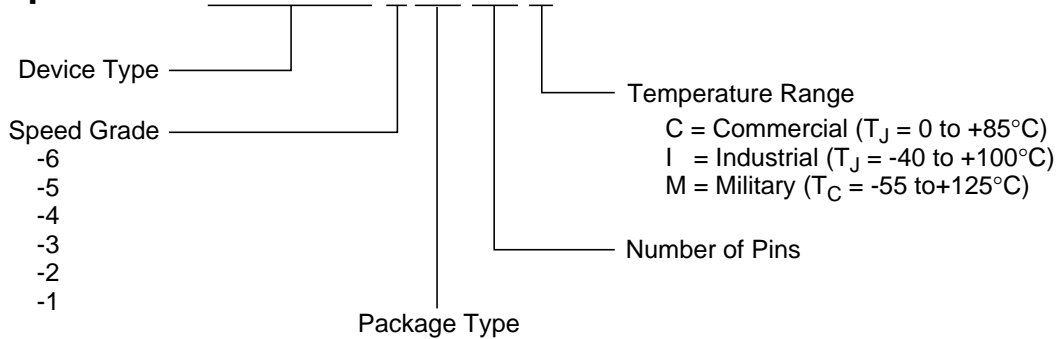 Device Type
Speed Grade
-6
-5
-4
-3
-2
-1
Package Type
Temperature Range
C = Commercial (TJ = 0 to +85°C)
I = Industrial (TJ = -40 to +100°C)
M = Military (TC = -55 to+125°C)
Number of Pins